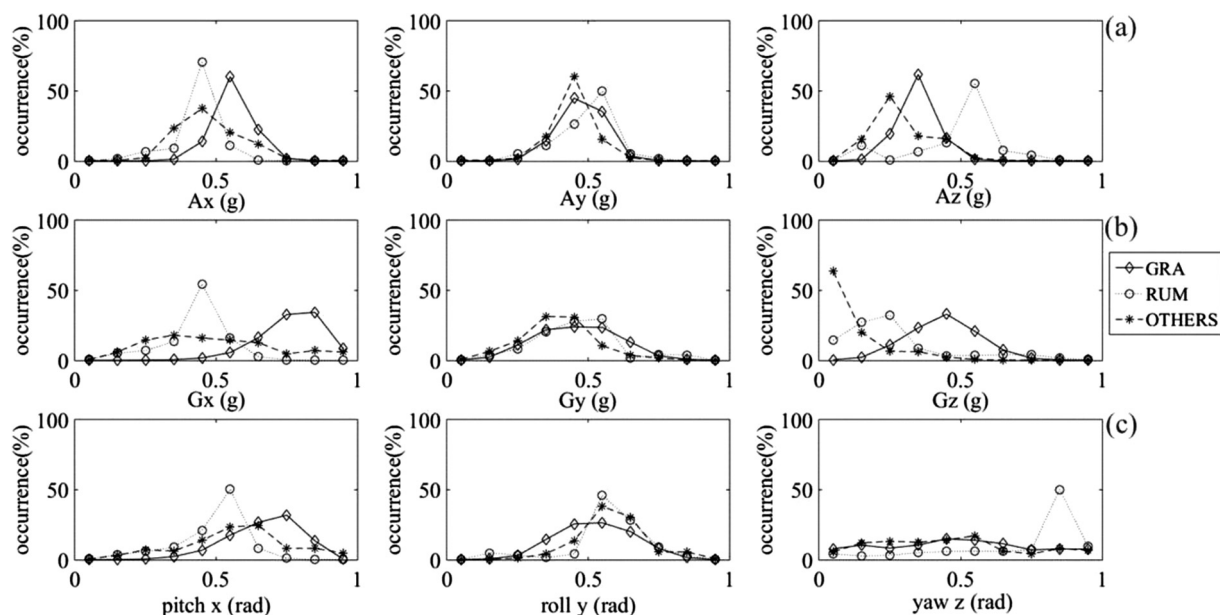 100
50
0
occurrence(%)
0 0.5 1
Ax (g)
100
50
0
occurrence(%)
0 0.5 1
Ay (g)
100
50
0
occurrence(%)
0 0.5 1
Az (g)
(a)
100
50
0
occurrence(%)
0 0.5 1
Gx (g)
100
50
0
occurrence(%)
0 0.5 1
Gy (g)
100
50
0
occurrence(%)
0 0.5 1
Gz (g)
(b)
GRA
RUM
OTHERS
100
50
0
occurrence(%)
0 0.5 1
pitch x (rad)
100
50
0
occurrence(%)
0 0.5 1
roll y (rad)
100
50
0
occurrence(%)
0 0.5 1
yaw z (rad)
(c)